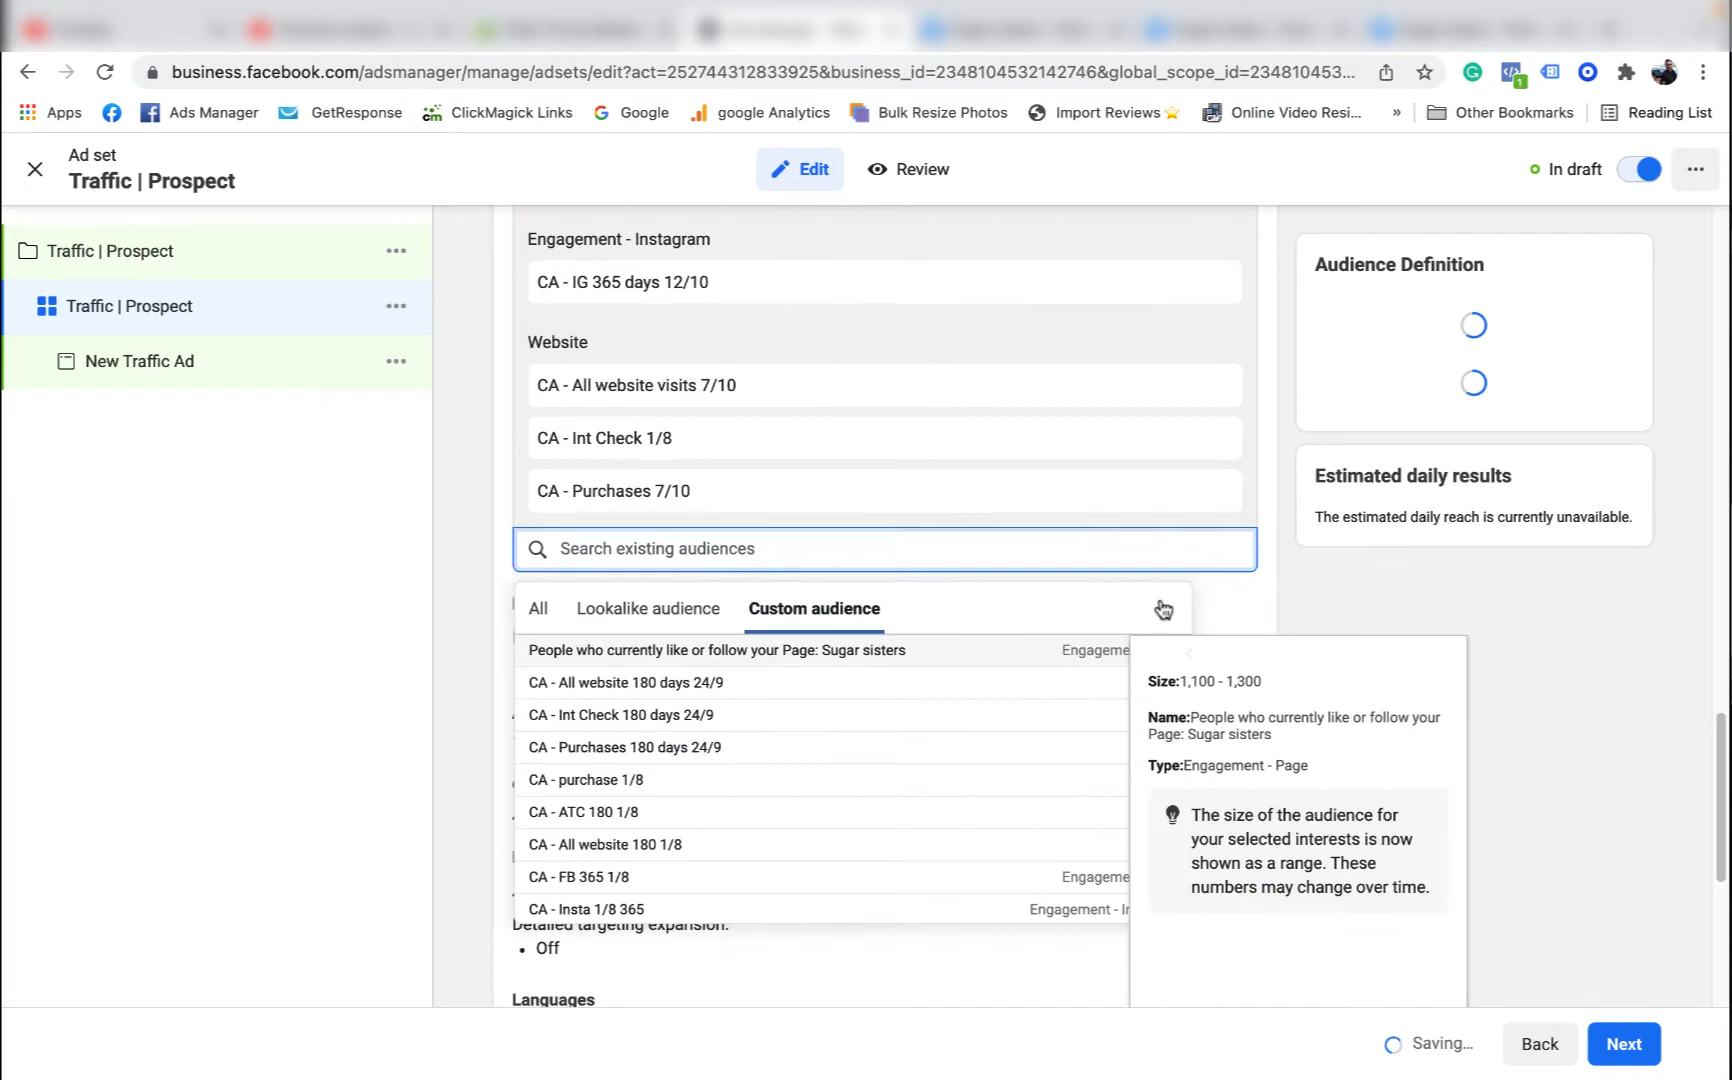 business.facebook.com/adsmanager/manage/adsets/edit?act=252744312833925&business_id=2348104532142746&global_scope_id=234810453...
1
Apps
Ads Manager
GetResponse
cm ClickMagick Links
Google
google Analytics
Bulk Resize Photos
Import Reviews
Online Video Resi...
»
Other Bookmarks
Reading List
Ad set
Traffic | Prospect
Edit
Review
In draft
Traffic | Prospect
Traffic | Prospect
New Traffic Ad
Engagement - Instagram
CA - IG 365 days 12/10
Website
CA - All website visits 7/10
CA - Int Check 1/8
CA - Purchases 7/10
Search existing audiences
All Lookalike audience Custom audience
People who currently like or follow your Page: Sugar sisters Engageme
CA - All website 180 days 24/9
CA - Int Check 180 days 24/9
CA - Purchases 180 days 24/9
CA - purchase 1/8
CA - ATC 180 1/8
CA - All website 180 1/8
CA - FB 365 1/8 Engageme
CA - Insta 1/8 365 Engagement - Ir
Detailed targeting expansion:
• Off
Languages
Size:1,100 - 1,300
Name:People who currently like or follow your
Page: Sugar sisters
Type:Engagement - Page
The size of the audience for
your selected interests is now
shown as a range. These
numbers may change over time.
Audience Definition
Estimated daily results
The estimated daily reach is currently unavailable.
Saving...
Back
Next